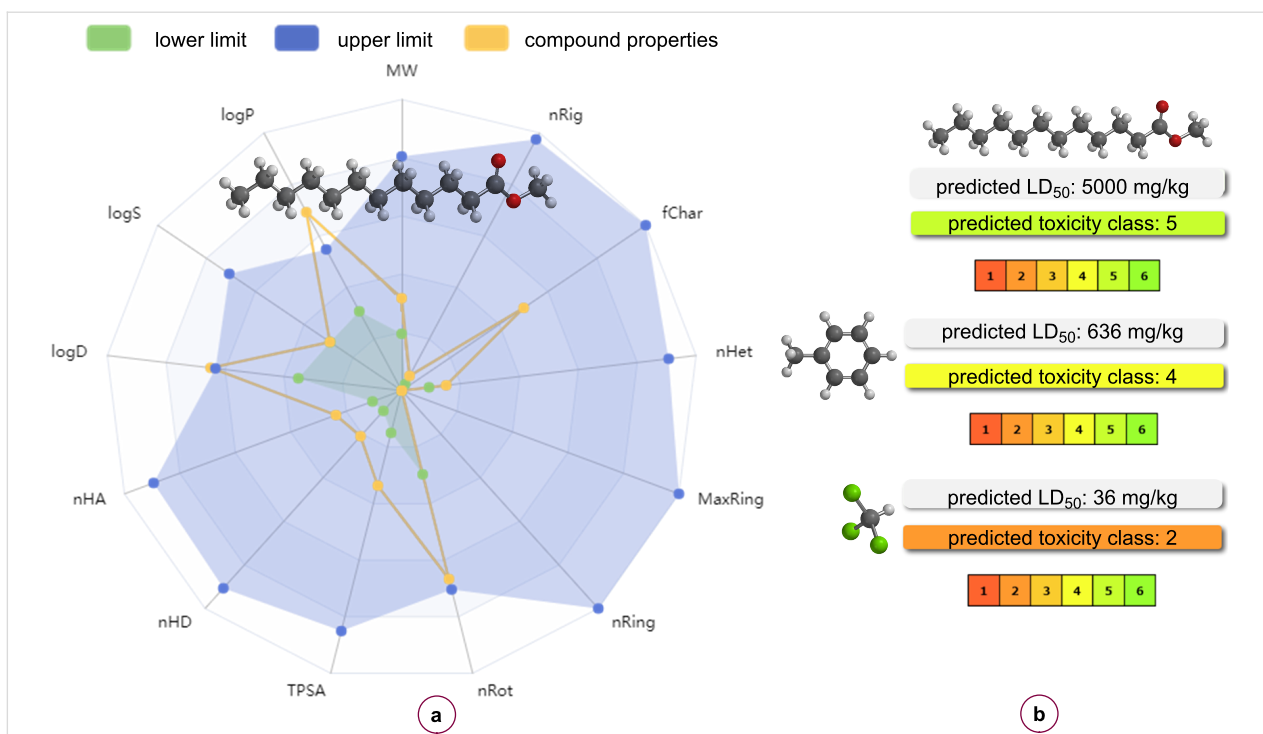 lower limit
upper limit
compound properties
MW
nRig
fChar
nHet
MaxRing
nRing
nRot
TPSA
nHD
nHA
logD
logS
logP
a
predicted LD50: 5000 mg/kg
predicted toxicity class: 5
1 2 3 4 5 6
predicted LD50: 636 mg/kg
predicted toxicity class: 4
1 2 3 4 5 6
predicted LD50: 36 mg/kg
predicted toxicity class: 2
1 2 3 4 5 6
b